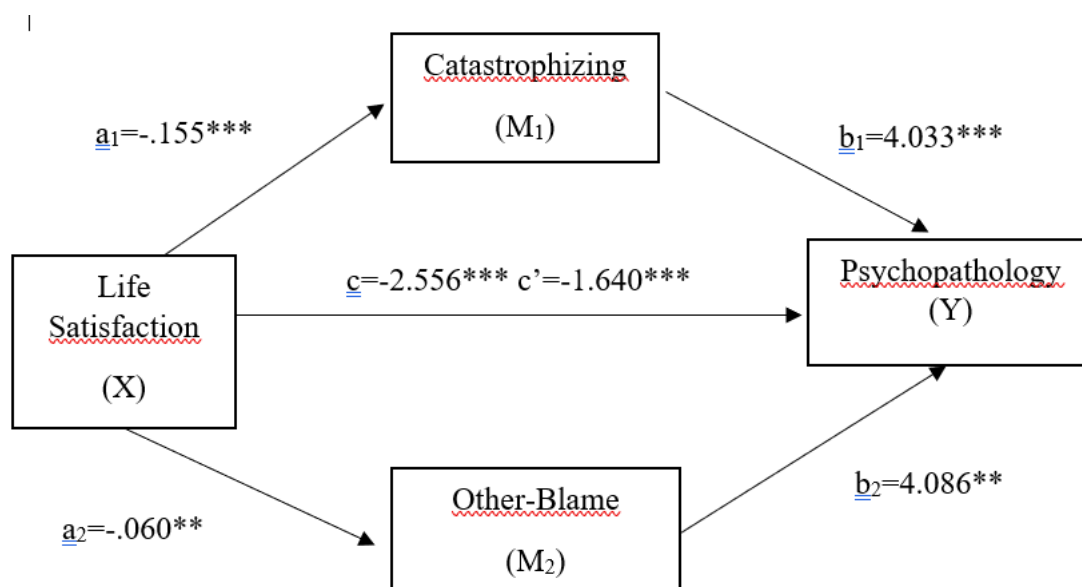 Catastrophizing
(M₁)
a₁=-.155***
b₁=4.033***
Life
Satisfaction
(X)
c=-2.556*** c’=-1.640***
Psychopathology
(Y)
a₂=-.060**
Other-Blame
(M₂)
b₂=4.086**